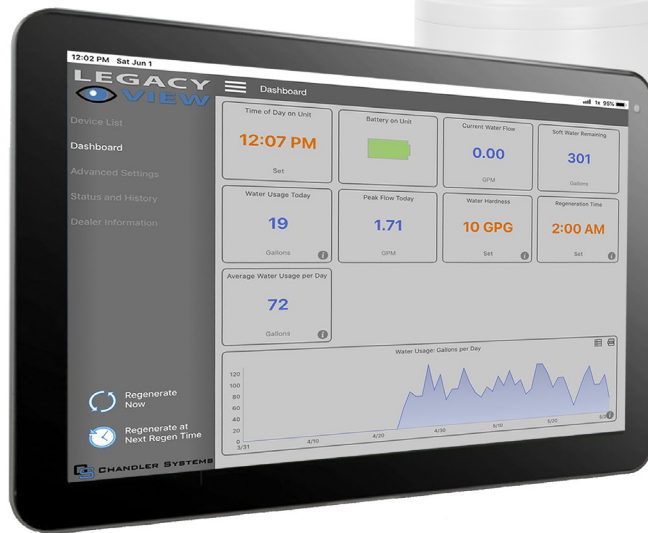 12:02 PM Sat Jun 1
1x 95%
LEGACY
VIEW
Dashboard
Device List
Dashboard
Advanced Settings
Status and History
Dealer Information
Regenerate
Now
Regenerate at
Next Regen Time
CS CHANDLER SYSTEMS
Time of Day on Unit
12:07 PM
Set
Battery on Unit
Current Water Flow
0.00
GPM
Soft Water Remaining
301
Gallons
Water Usage Today
19
Gallons
i
Peak Flow Today
1.71
GPM
Water Hardness
10 GPG
Set
i
Regeneration Time
2:00 AM
Set
i
Average Water Usage per Day
72
Gallons
i
Water Usage: Gallons per Day
120
100
80
60
40
20
0
3/31
4/10
4/20
4/30
5/10
5/20
i